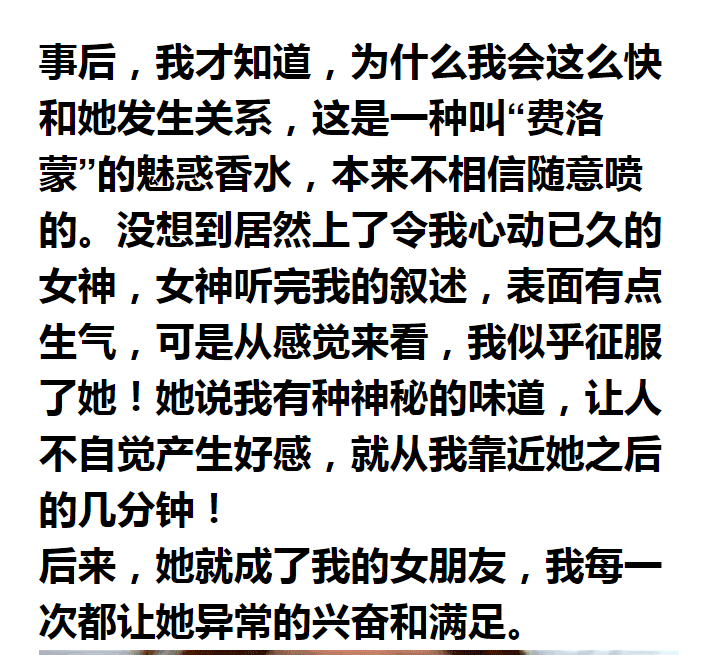 事后，我才知道，为什么我会这么快
和她发生关系，这是一种叫“费洛
蒙”的魅惑香水，本来不相信随意喷
的。没想到居然上了令我心动已久的
女神，女神听完我的叙述，表面有点
生气，可是从感觉来看，我似乎征服
了她！她说我有种神秘的味道，让人
不自觉产生好感，就从我靠近她之后
的几分钟！
后来，她就成了我的女朋友，我每一
次都让她异常的兴奋和满足。